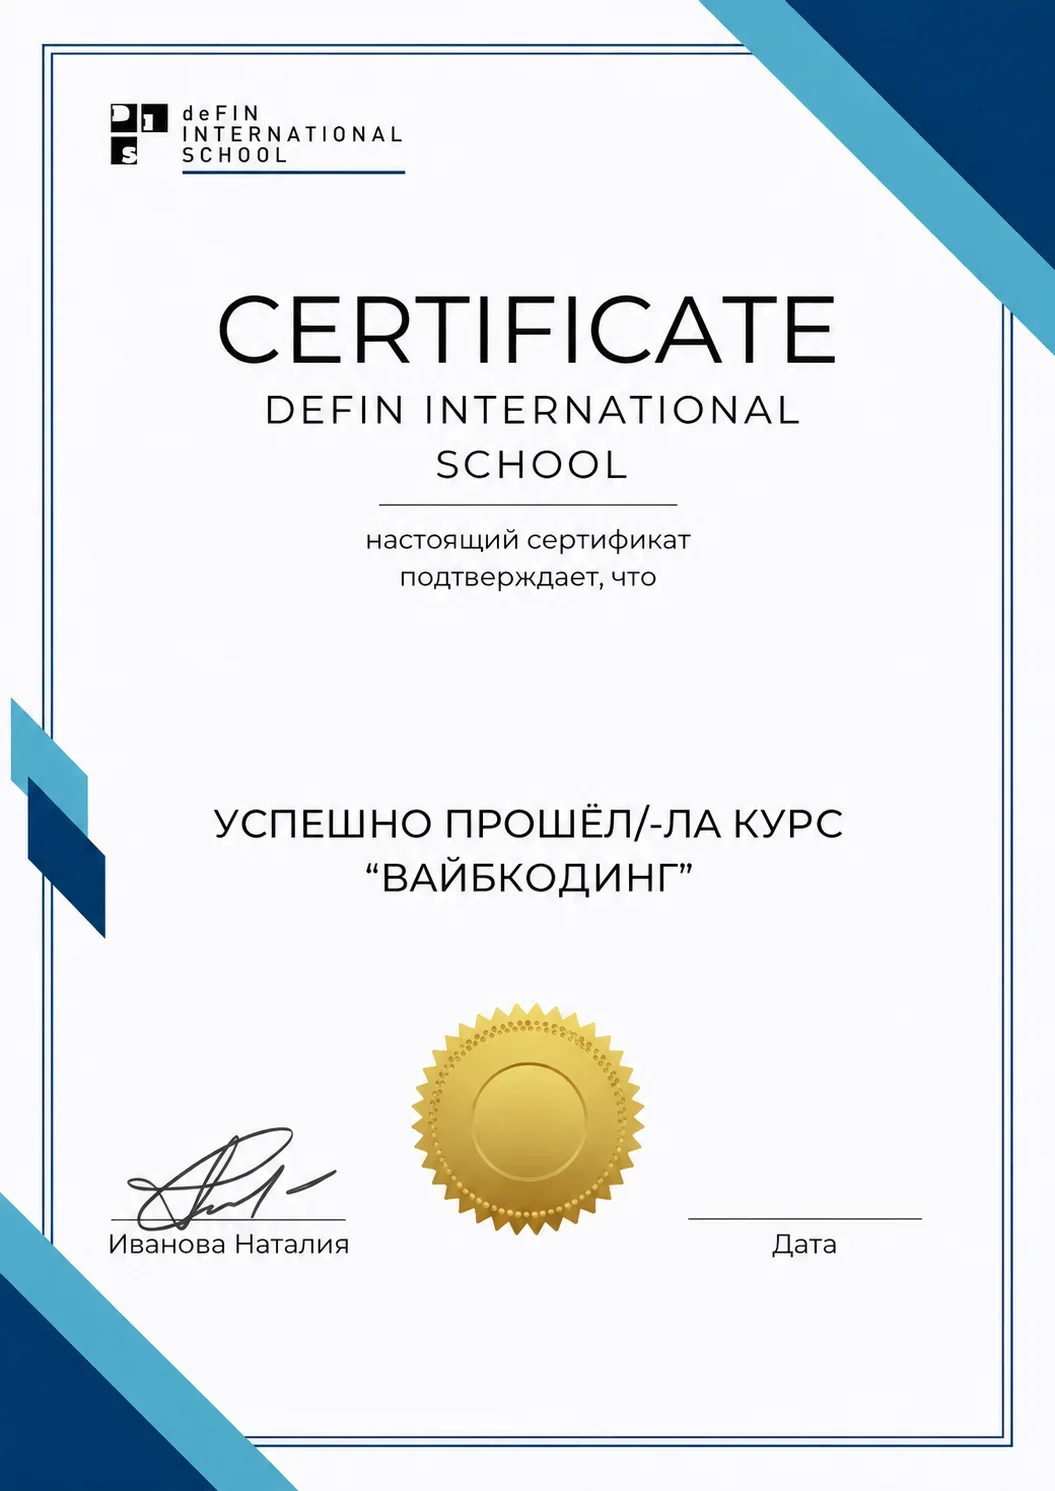 DIS
deFIN
INTERNATIONAL
SCHOOL
CERTIFICATE
DEFIN INTERNATIONAL
SCHOOL
настоящий сертификат
подтверждает, что
УСПЕШНО ПРОШЁЛ/-ЛА КУРС
“ВАЙБКОДИНГ”
Иванова Наталия
Дата